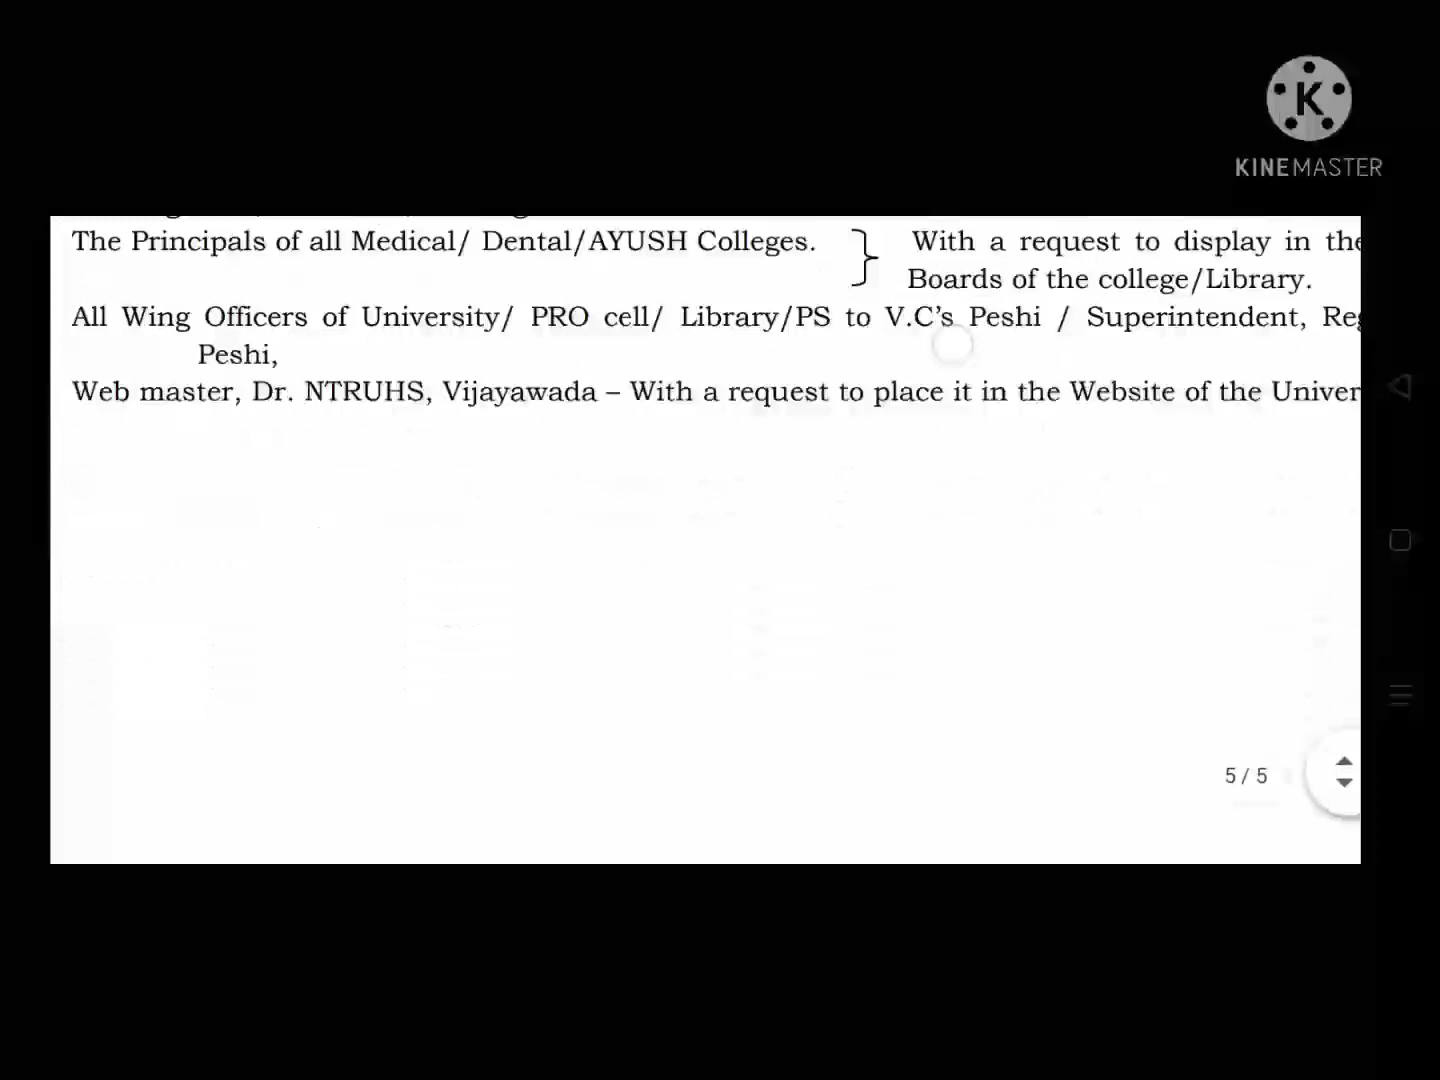 K
KINEMASTER
The Principals of all Medical/ Dental/AYUSH Colleges.
With a request to display in the
Boards of the college/Library.
All Wing Officers of University/ PRO cell/ Library/PS to V.C's Peshi / Superintendent,
Peshi,
Web master, Dr. NTRUHS, Vijayawada – With a request to place it in the Website of the
5 / 5